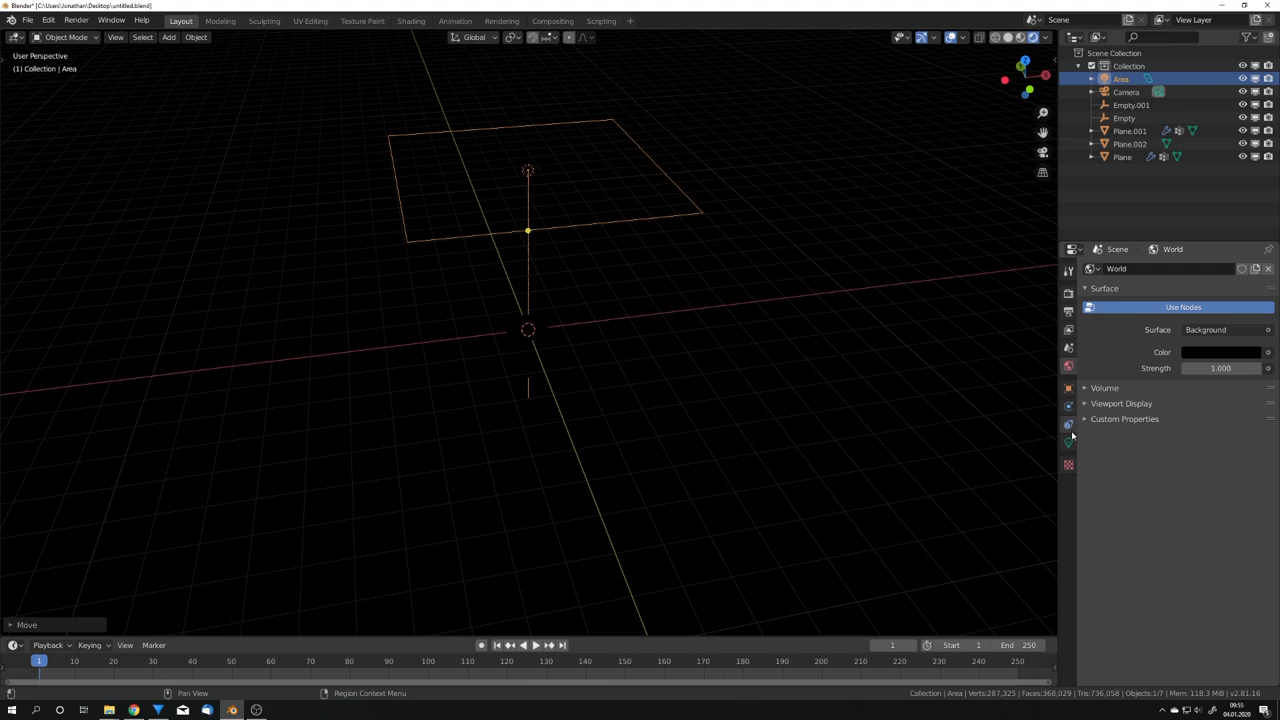 Blender* [C:\Users\Jonathan\Desktop\untitled.blend]
File Edit Render Window Help Layout Modeling Sculpting UV Editing Texture Paint Shading Animation Rendering Compositing Scripting + Scene View Layer
Object Mode View Select Add Object Global
User Perspective
(1) Collection | Area
Scene Collection
Collection
Area
Camera
Empty.001
Empty
Plane.001
Plane.002
Plane
Scene World
World
Surface
Use Nodes
Surface Background
Color
Strength 1.000
Volume
Viewport Display
Custom Properties
Move
Playback Keying View Marker 1 Start 1 End 250
1 10 20 30 40 50 60 70 80 90 100 110 120 130 140 150 160 170 180 190 200 210 220 230 240 250
Pan View Region Context Menu Collection | Area | Verts:287,325 | Faces:368,029 | Tris:736,058 | Objects:1/7 | Mem: 118.3 MiB | v2.81.16
09:55
04.01.2020